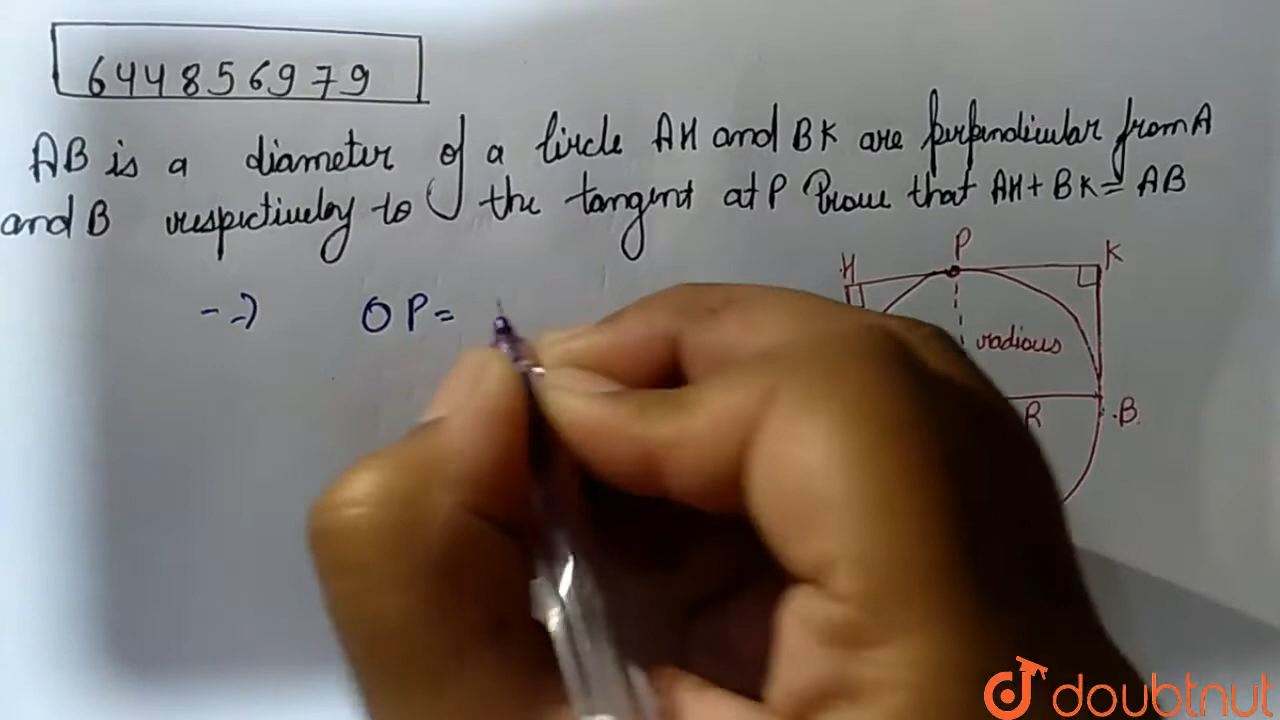 644856979
AB is a diameter of a circle AH and BK are perpendicular from A
and B respectiveloy to the tangent at P Prove that AH + BK = AB
P
H
K
--) OP =
radious
R
.B.
doubtnut